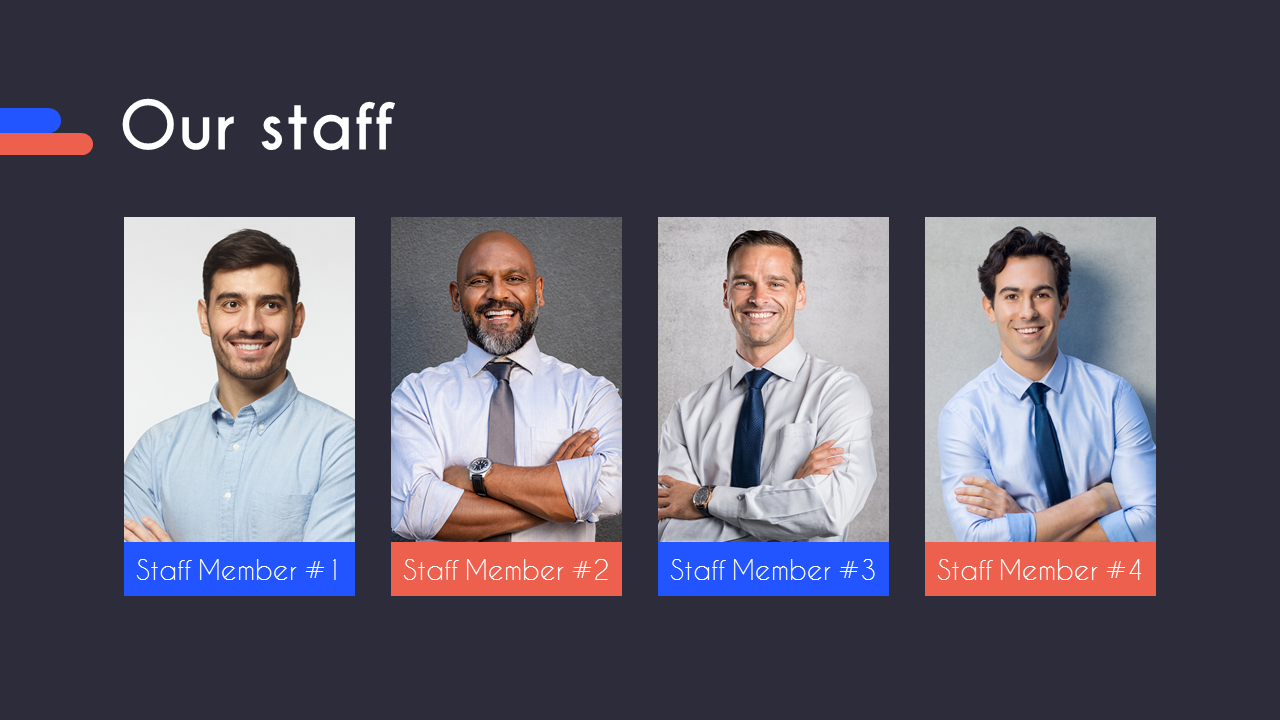 Our staff
Staff Member #1
Staff Member #2
Staff Member #3
Staff Member #4